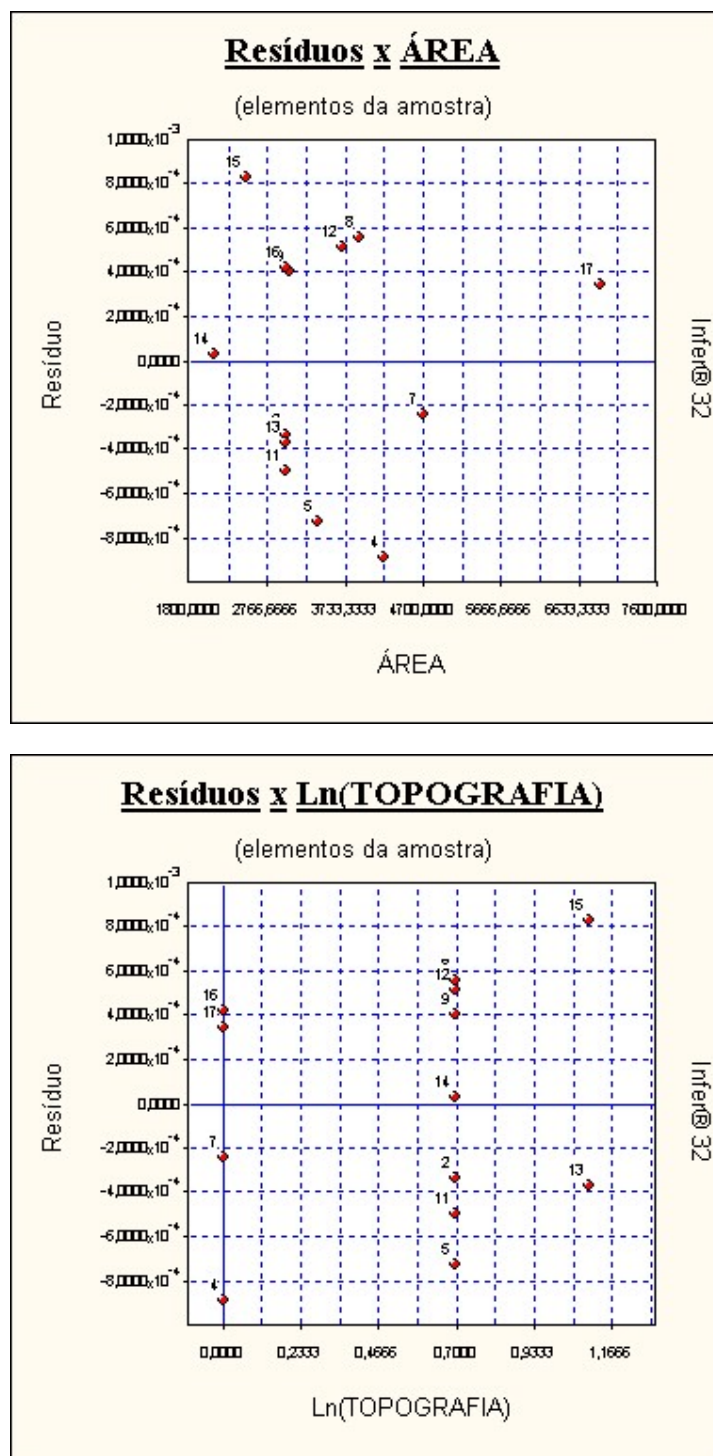 Resíduos x ÁREA
(elementos da amostra)
1,0000x10-3
8,0000x10-4
6,0000x10-4
4,0000x10-4
2,0000x10-4
0,0000
-2,0000x10-4
-4,0000x10-4
-6,0000x10-4
-8,0000x10-4
Resíduo
15
8
12
16
17
14
7
13
11
5
4
Infer® 32
1800,0000 2766,6666 3733,3333 4700,0000 5666,6666 6633,3333 7600,0000
ÁREA
Resíduos x Ln(TOPOGRAFIA)
(elementos da amostra)
1,0000x10-3
8,0000x10-4
6,0000x10-4
4,0000x10-4
2,0000x10-4
0,0000
-2,0000x10-4
-4,0000x10-4
-6,0000x10-4
-8,0000x10-4
Resíduo
15
12
16
9
17
14
7
2
13
11
5
4
Infer® 32
0,0000 0,2333 0,4666 0,7000 0,9333 1,1666
Ln(TOPOGRAFIA)